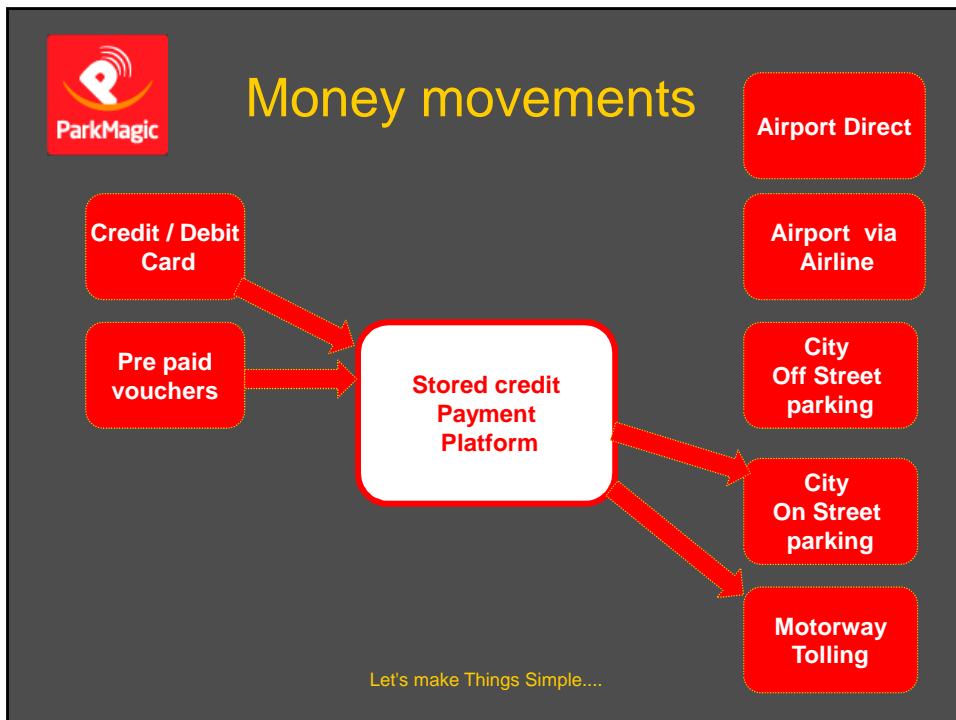 ParkMagic
Money movements
Airport Direct
Credit / Debit
Card
Airport via
Airline
Pre paid
vouchers
Stored credit
Payment
Platform
City
Off Street
parking
City
On Street
parking
Motorway
Tolling
Let's make Things Simple....